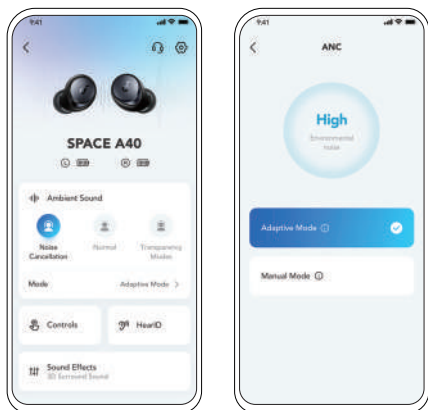 9:41
SPACE A40
L
R
Ambient Sound
Noise
Cancellation
Normal
Transparency
Modes
Mode
Adaptive Mode >
Controls
HearID
Sound Effects
3D Surround Sound
9:41
ANC
High
Environmental
noise
Adaptive Mode
Manual Mode